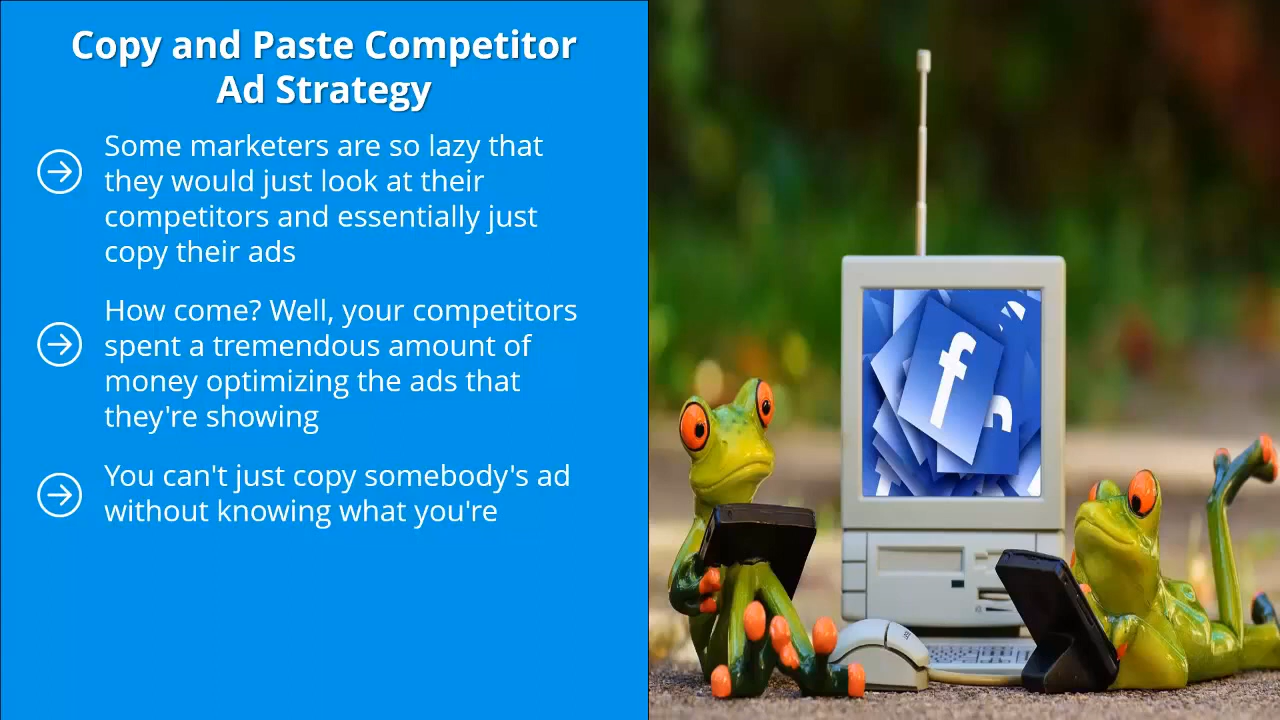 Copy and Paste Competitor
Ad Strategy
Some marketers are so lazy that
they would just look at their
competitors and essentially just
copy their ads
How come? Well, your competitors
spent a tremendous amount of
money optimizing the ads that
they're showing
You can't just copy somebody's ad
without knowing what you're
f